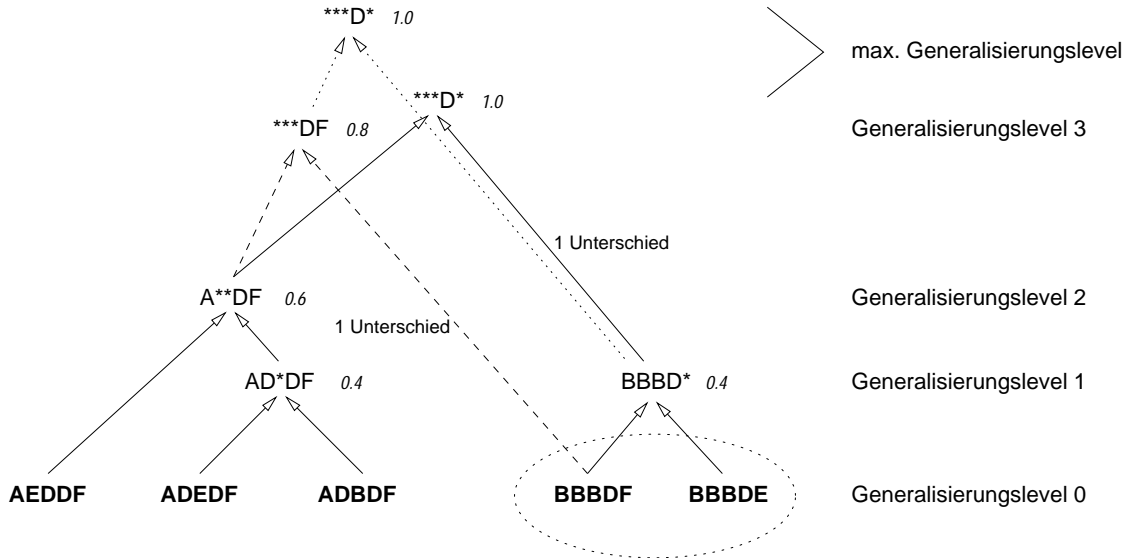 ***D* 1.0
max. Generalisierungslevel
***D* 1.0
***DF 0.8
Generalisierungslevel 3
1 Unterschied
A**DF 0.6
Generalisierungslevel 2
1 Unterschied
AD*DF 0.4
BBBD* 0.4
Generalisierungslevel 1
AEDDF
ADEDF
ADBDF
BBBDF
BBBDE
Generalisierungslevel 0